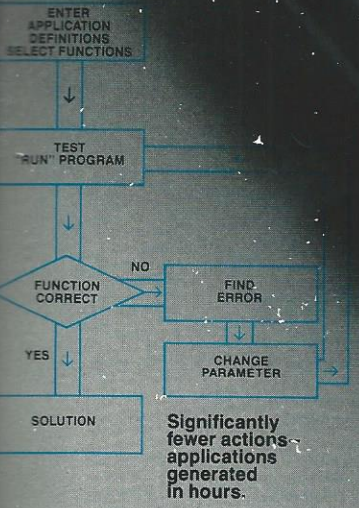 ENTER
APPLICATION
DEFINITIONS
SELECT FUNCTIONS
TEST
"RUN" PROGRAM
FUNCTION
CORRECT
NO
FIND
ERROR
YES
CHANGE
PARAMETER
SOLUTION
Significantly
fewer actions–
applications
generated
in hours.